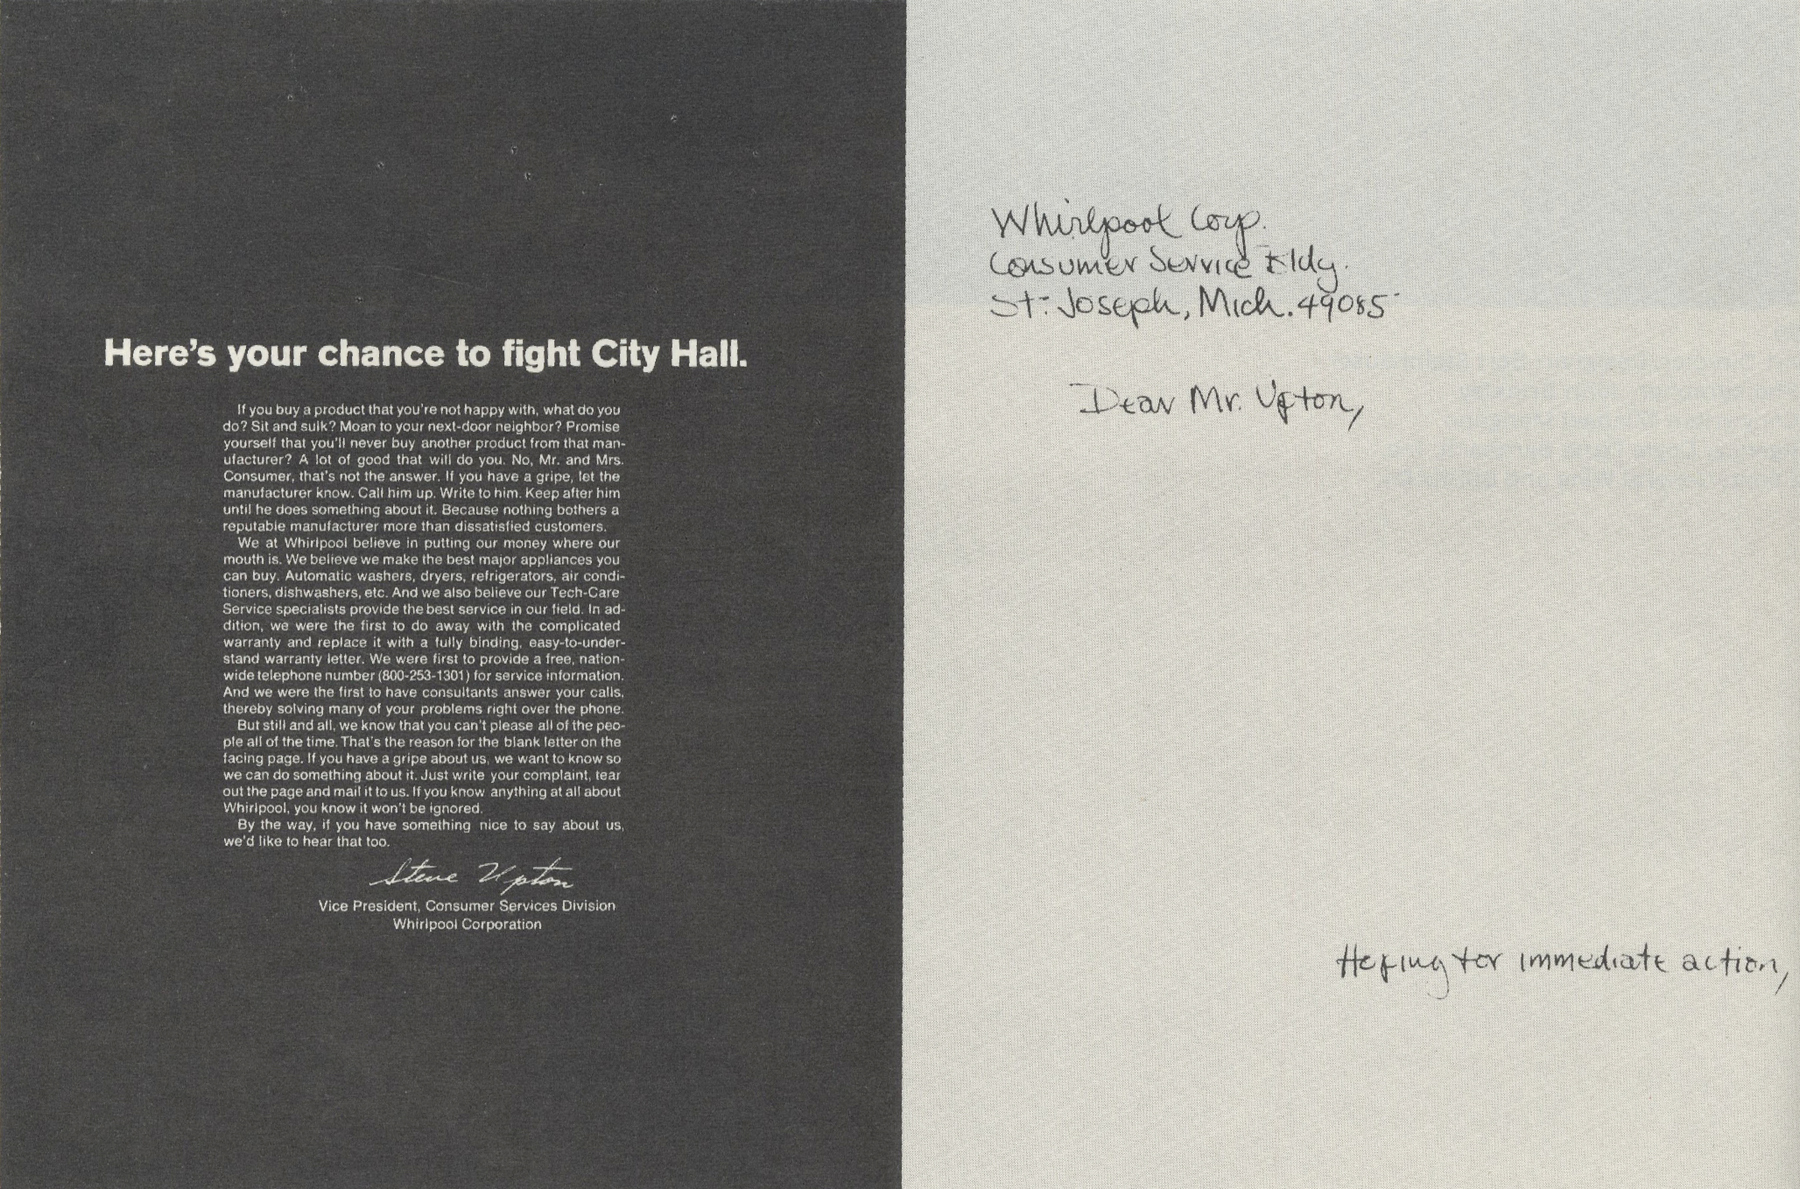 Here's your chance to fight City Hall.
If you buy a product that you're not happy with, what do you
do? Sit and sulk? Moan to your next-door neighbor? Promise
yourself that you'll never buy another product from that man-
ufacturer? A lot of good that will do you. No, Mr. and Mrs.
Consumer, that's not the answer. If you have a gripe, let the
manufacturer know. Call him up. Write to him. Keep after him
until he does something about it. Because nothing bothers a
reputable manufacturer more than dissatisfied customers.
We at Whirlpool believe in putting our money where our
mouth is. We believe we make the best major appliances you
can buy. Automatic washers, dryers, refrigerators, air condi-
tioners, dishwashers, etc. And we also believe our Tech-Care
Service specialists provide the best service in our field. In ad-
dition, we were the first to do away with the complicated
warranty and replace it with a fully binding, easy-to-under-
stand warranty letter. We were first to provide a free, nation-
wide telephone number (800-253-1301) for service information.
And we were the first to have consultants answer your calls,
thereby solving many of your problems right over the phone.
But still and all, we know that you can't please all of the peo-
ple all of the time. That's the reason for the blank letter on the
facing page. If you have a gripe about us, we want to know so
we can do something about it. Just write your complaint, tear
out the page and mail it to us. If you know anything at all about
Whirlpool, you know it won't be ignored.
By the way, if you have something nice to say about us,
we'd like to hear that too.
Steve Upton
Vice President, Consumer Services Division
Whirlpool Corporation
Whirlpool Corp.
Consumer Service Bldg.
St. Joseph, Mich. 49085
Dear Mr. Upton,
Hoping for immediate action,